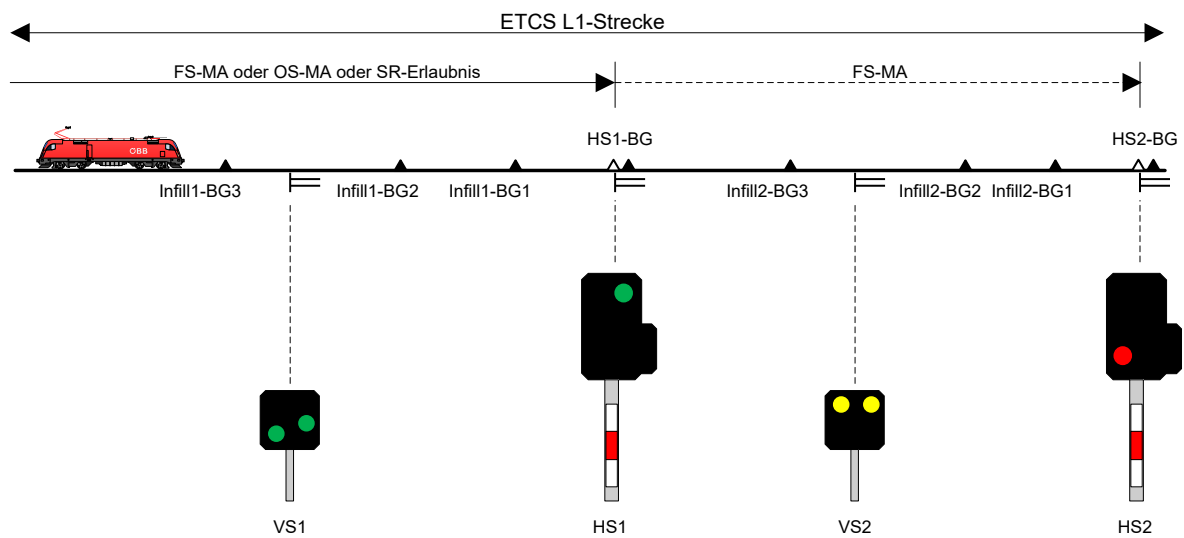 ETCS L1-Strecke
FS-MA oder OS-MA oder SR-Erlaubnis
FS-MA
HS1-BG
HS2-BG
ÖBB
Infill1-BG3
Infill1-BG2
Infill1-BG1
Infill2-BG3
Infill2-BG2
Infill2-BG1
VS1
HS1
VS2
HS2